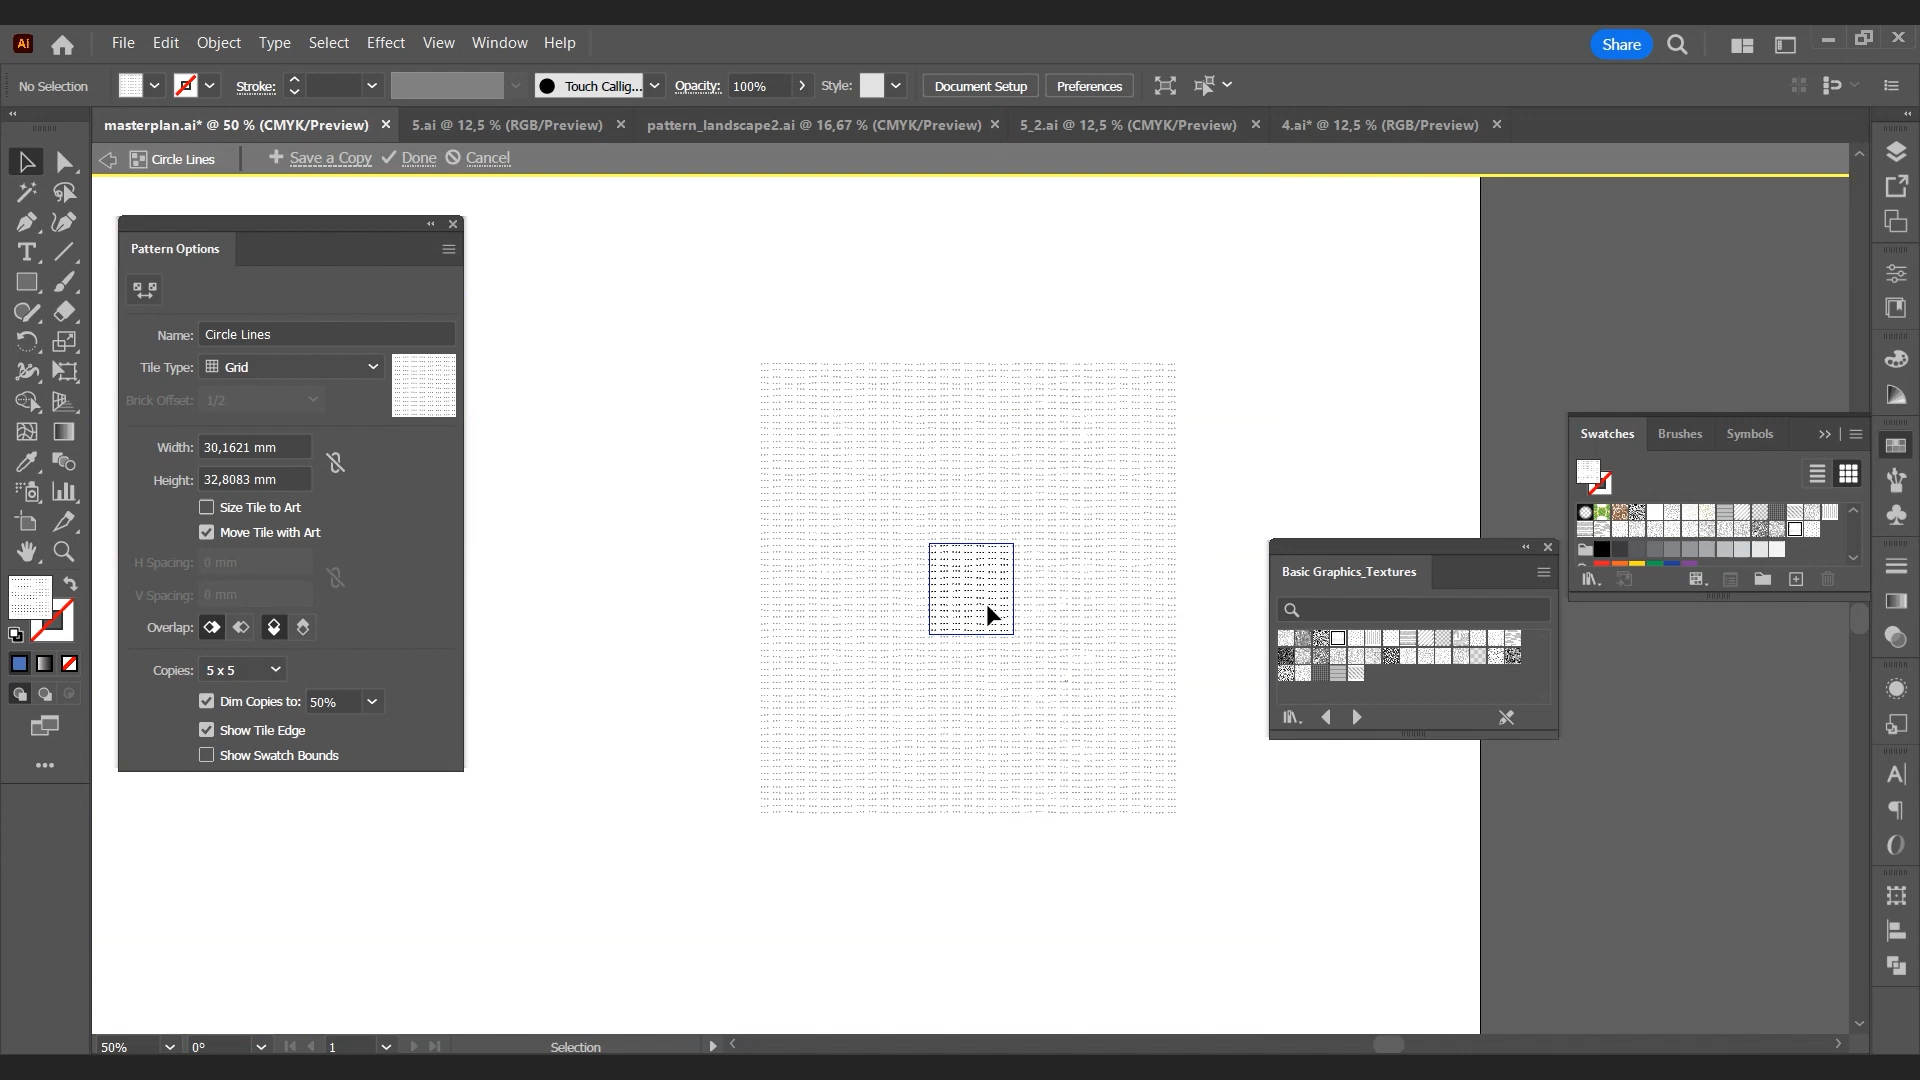 Ai File Edit Object Type Select Effect View Window Help Share
No Selection Stroke: Touch Callig... Opacity: 100% Style: Document Setup Preferences
masterplan.ai* @ 50 % (CMYK/Preview) 5.ai @ 12,5 % (RGB/Preview) pattern_landscape2.ai @ 16,67 % (CMYK/Preview) 5_2.ai @ 12,5 % (CMYK/Preview) 4.ai* @ 12,5 % (RGB/Preview)
Circle Lines Save a Copy Done Cancel
Pattern Options
Name: Circle Lines
Tile Type: Grid
Brick Offset: 1/2
Width: 30,1621 mm
Height: 32,8083 mm
Size Tile to Art
Move Tile with Art
H Spacing: 0 mm
V Spacing: 0 mm
Overlap:
Copies: 5 x 5
Dim Copies to: 50%
Show Tile Edge
Show Swatch Bounds
Swatches Brushes Symbols
Basic Graphics_Textures
50% 0° 1 Selection